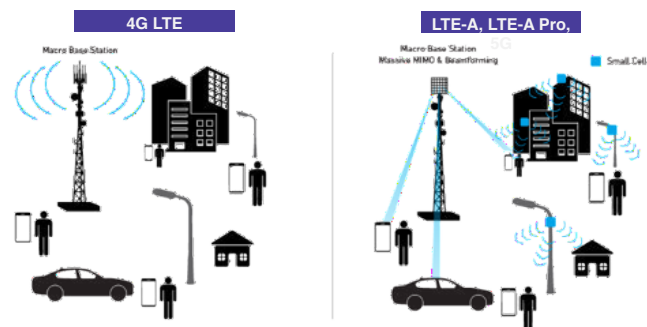 4G LTE
Macro Base Station
LTE-A, LTE-A Pro,
5G
Macro Base Station
Massive MIMO & Beamforming
Small Cell